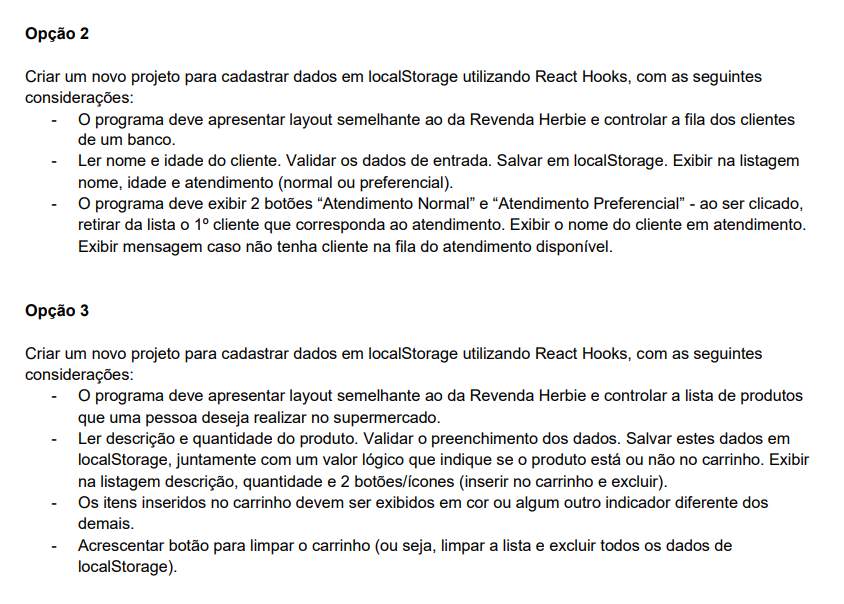 Opção 2
Criar um novo projeto para cadastrar dados em localStorage utilizando React Hooks, com as seguintes
considerações:
- O programa deve apresentar layout semelhante ao da Revenda Herbie e controlar a fila dos clientes
de um banco.
- Ler nome e idade do cliente. Validar os dados de entrada. Salvar em localStorage. Exibir na listagem
nome, idade e atendimento (normal ou preferencial).
- O programa deve exibir 2 botões “Atendimento Normal” e “Atendimento Preferencial” - ao ser clicado,
retirar da lista o 1º cliente que corresponda ao atendimento. Exibir o nome do cliente em atendimento.
Exibir mensagem caso não tenha cliente na fila do atendimento disponível.
Opção 3
Criar um novo projeto para cadastrar dados em localStorage utilizando React Hooks, com as seguintes
considerações:
- O programa deve apresentar layout semelhante ao da Revenda Herbie e controlar a lista de produtos
que uma pessoa deseja realizar no supermercado.
- Ler descrição e quantidade do produto. Validar o preenchimento dos dados. Salvar estes dados em
localStorage, juntamente com um valor lógico que indique se o produto está ou não no carrinho. Exibir
na listagem descrição, quantidade e 2 botões/ícones (inserir no carrinho e excluir).
- Os itens inseridos no carrinho devem ser exibidos em cor ou algum outro indicador diferente dos
demais.
- Acrescentar botão para limpar o carrinho (ou seja, limpar a lista e excluir todos os dados de
localStorage).